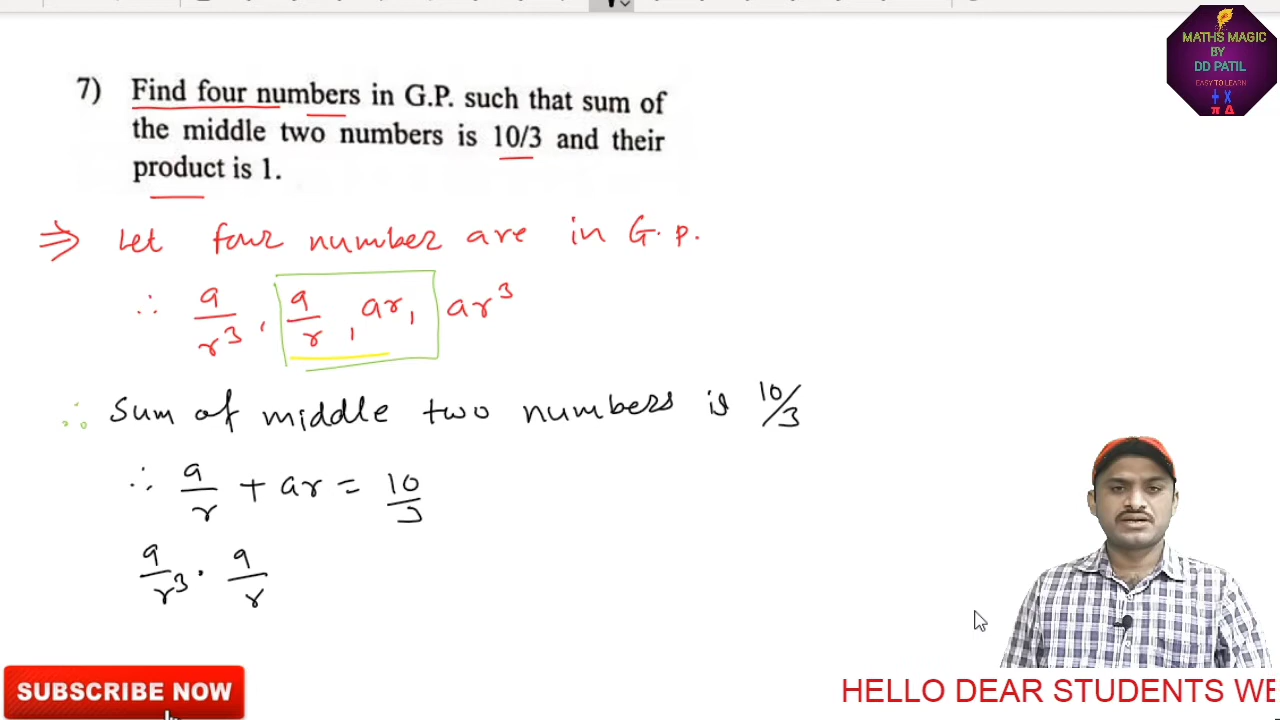 MATHS MAGIC
BY
DD PATIL
EASY TO LEARN
+ X
π Δ
7) Find four numbers in G.P. such that sum of
the middle two numbers is 10/3 and their
product is 1.
⇒ Let four number are in G.P.
∴ a/r³, a/r, ar, ar³
∴ Sum of middle two numbers is 10/3
∴ a/r + ar = 10/3
a/r³ · a/r
SUBSCRIBE NOW
HELLO DEAR STUDENTS WE